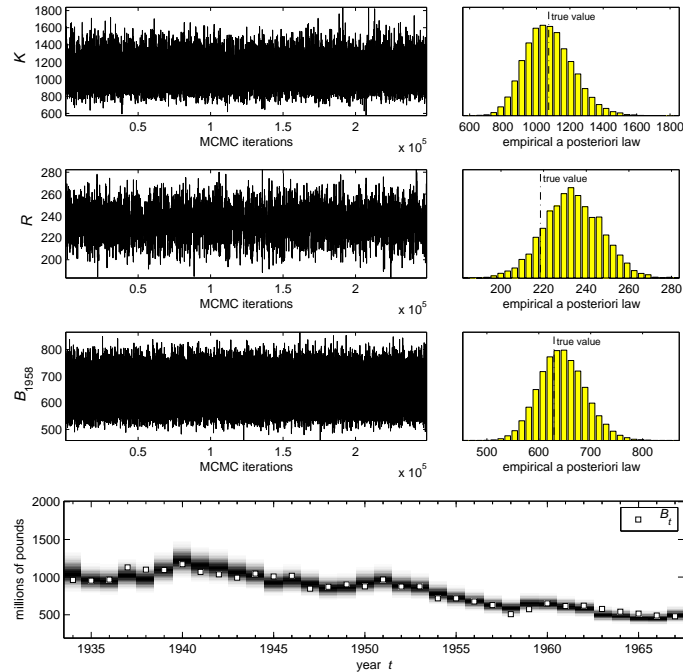 1800
1600
1400
1200
1000
800
600
K
0.5 1 1.5 2
MCMC iterations
x 10^5
true value
600 800 1000 1200 1400 1600 1800
empirical a posteriori law
280
260
240
220
200
R
0.5 1 1.5 2
MCMC iterations
x 10^5
true value
200 220 240 260 280
empirical a posteriori law
800
700
600
500
B_1958
0.5 1 1.5 2
MCMC iterations
x 10^5
true value
500 600 700 800
empirical a posteriori law
2000
1500
1000
500
millions of pounds
B_t
1935 1940 1945 1950 1955 1960 1965
year t